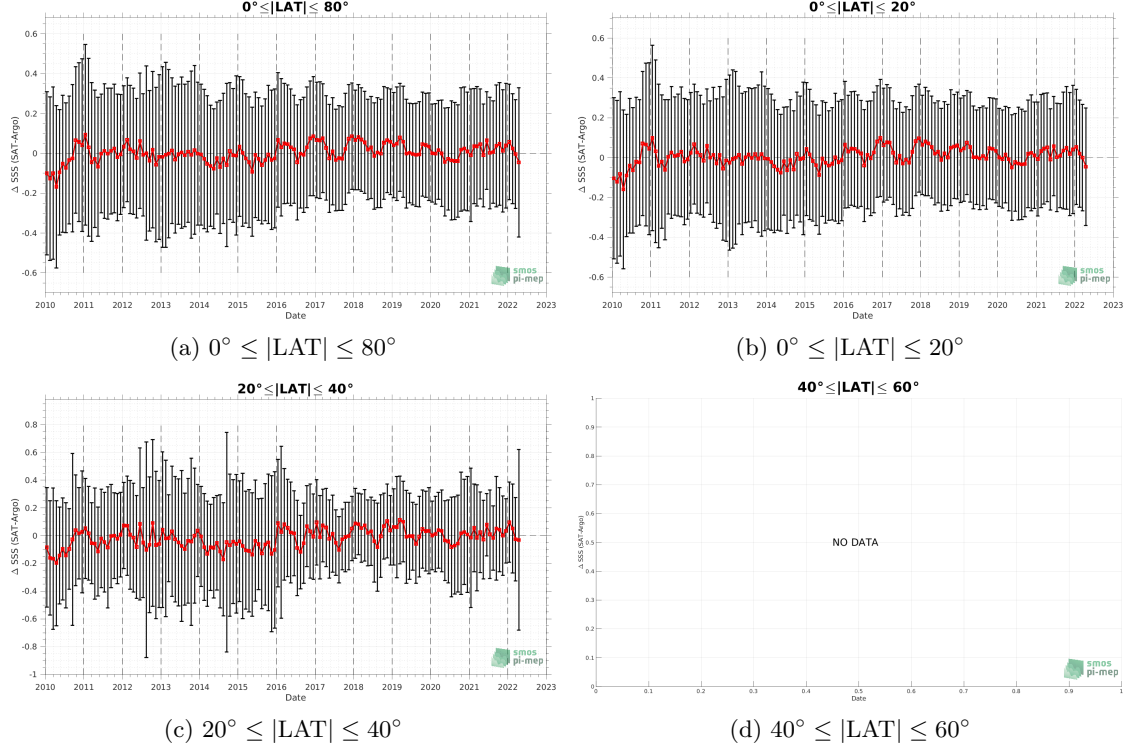 0°≤|LAT|≤ 80°
0.6
0.4
0.2
0
-0.2
-0.4
-0.6
Δ SSS (SAT-Argo)
2010 2011 2012 2013 2014 2015 2016 2017 2018 2019 2020 2021 2022 2023
Date
smos
pi-mep
(a) 0° ≤ |LAT| ≤ 80°
0°≤|LAT|≤ 20°
0.6
0.4
0.2
0
-0.2
-0.4
-0.6
Δ SSS (SAT-Argo)
2010 2011 2012 2013 2014 2015 2016 2017 2018 2019 2020 2021 2022 2023
Date
smos
pi-mep
(b) 0° ≤ |LAT| ≤ 20°
20°≤|LAT|≤ 40°
0.8
0.6
0.4
0.2
0
-0.2
-0.4
-0.6
-0.8
-1
Δ SSS (SAT-Argo)
2010 2011 2012 2013 2014 2015 2016 2017 2018 2019 2020 2021 2022 2023
Date
smos
pi-mep
(c) 20° ≤ |LAT| ≤ 40°
40°≤|LAT|≤ 60°
1
0.9
0.8
0.7
0.6
0.5
0.4
0.3
0.2
0.1
0
Δ SSS (SAT-Argo)
NO DATA
0 0.1 0.2 0.3 0.4 0.5 0.6 0.7 0.8 0.9 1
Date
smos
pi-mep
(d) 40° ≤ |LAT| ≤ 60°